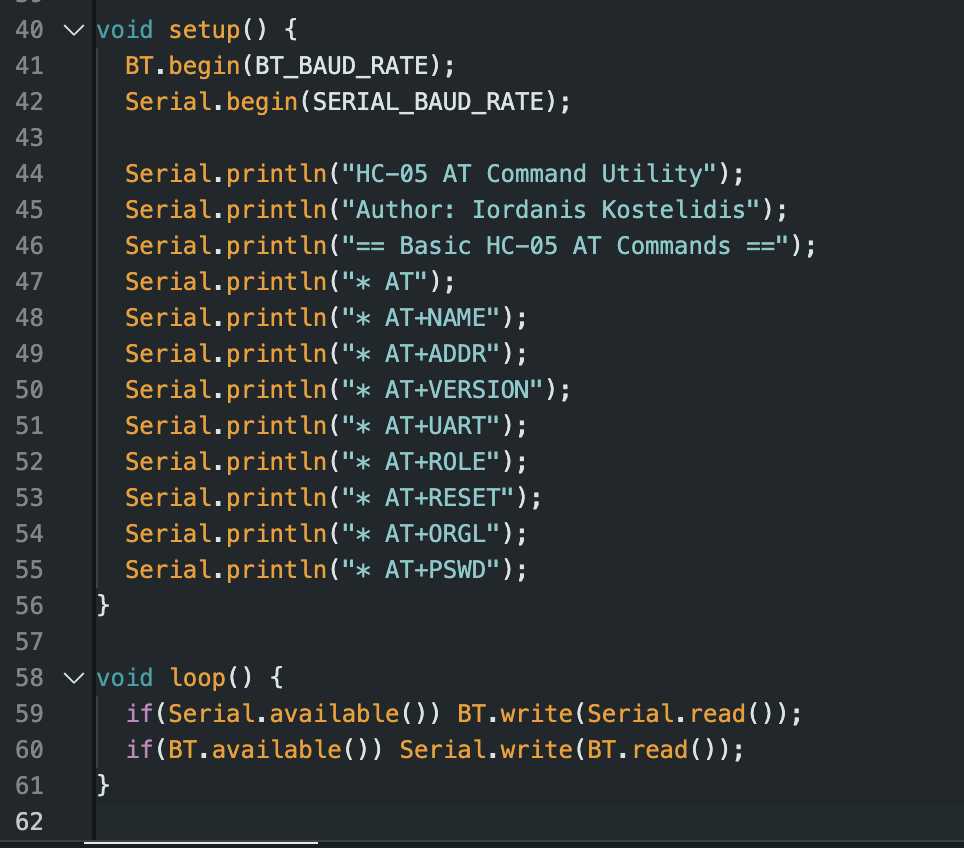 40 void setup() {
41 BT.begin(BT_BAUD_RATE);
42 Serial.begin(SERIAL_BAUD_RATE);
43
44 Serial.println("HC-05 AT Command Utility");
45 Serial.println("Author: Iordanis Kostelidis");
46 Serial.println("== Basic HC-05 AT Commands ==");
47 Serial.println("* AT");
48 Serial.println("* AT+NAME");
49 Serial.println("* AT+ADDR");
50 Serial.println("* AT+VERSION");
51 Serial.println("* AT+UART");
52 Serial.println("* AT+ROLE");
53 Serial.println("* AT+RESET");
54 Serial.println("* AT+ORGL");
55 Serial.println("* AT+PSWD");
56 }
57
58 void loop() {
59 if(Serial.available()) BT.write(Serial.read());
60 if(BT.available()) Serial.write(BT.read());
61 }
62